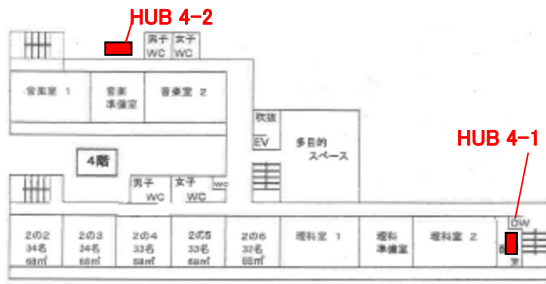 HUB 4-2
男子 女子
WC WC
音楽室 1
音楽
準備室
音楽室 2
吹抜
EV
多目的
スペース
HUB 4-1
4階
男子 女子 WC
WC WC
DW
2の2
34名
68㎡
2の3
34名
68㎡
2の4
33名
68㎡
2の5
33名
68㎡
2の6
32名
68㎡
理科室 1
理科
準備室
理科室 2
室